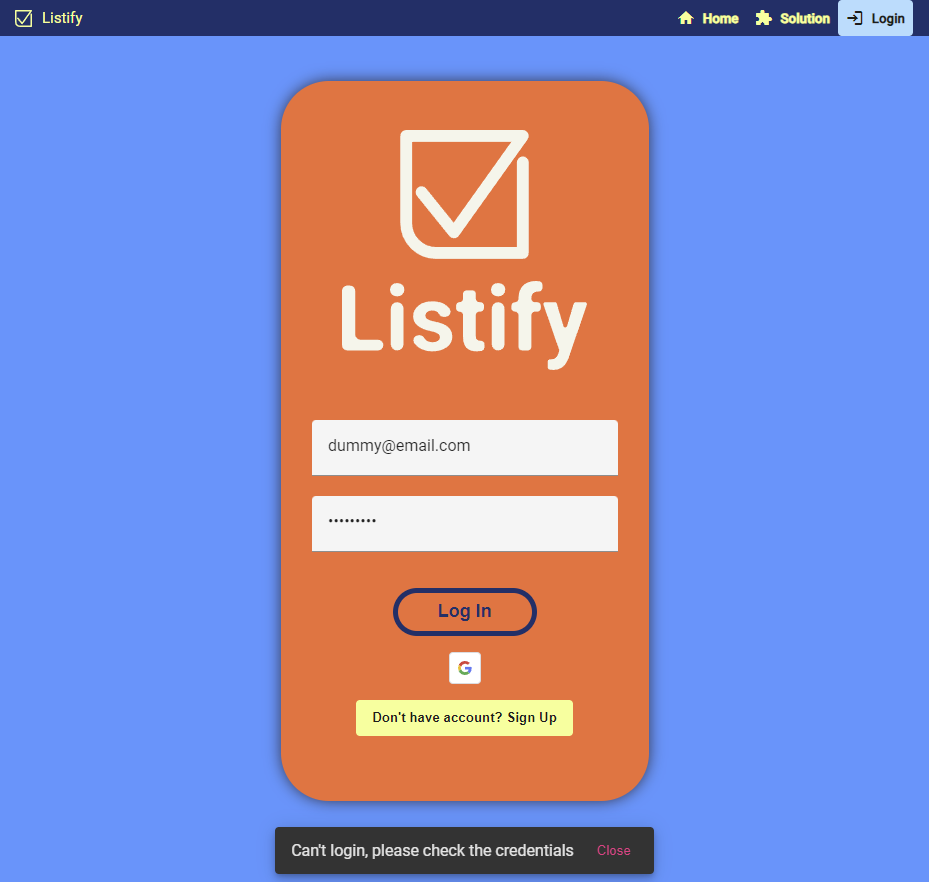 Listify
Home
Solution
Login
Listify
dummy@email.com
•••••••••
Log In
G
Don't have account? Sign Up
Can't login, please check the credentials
Close